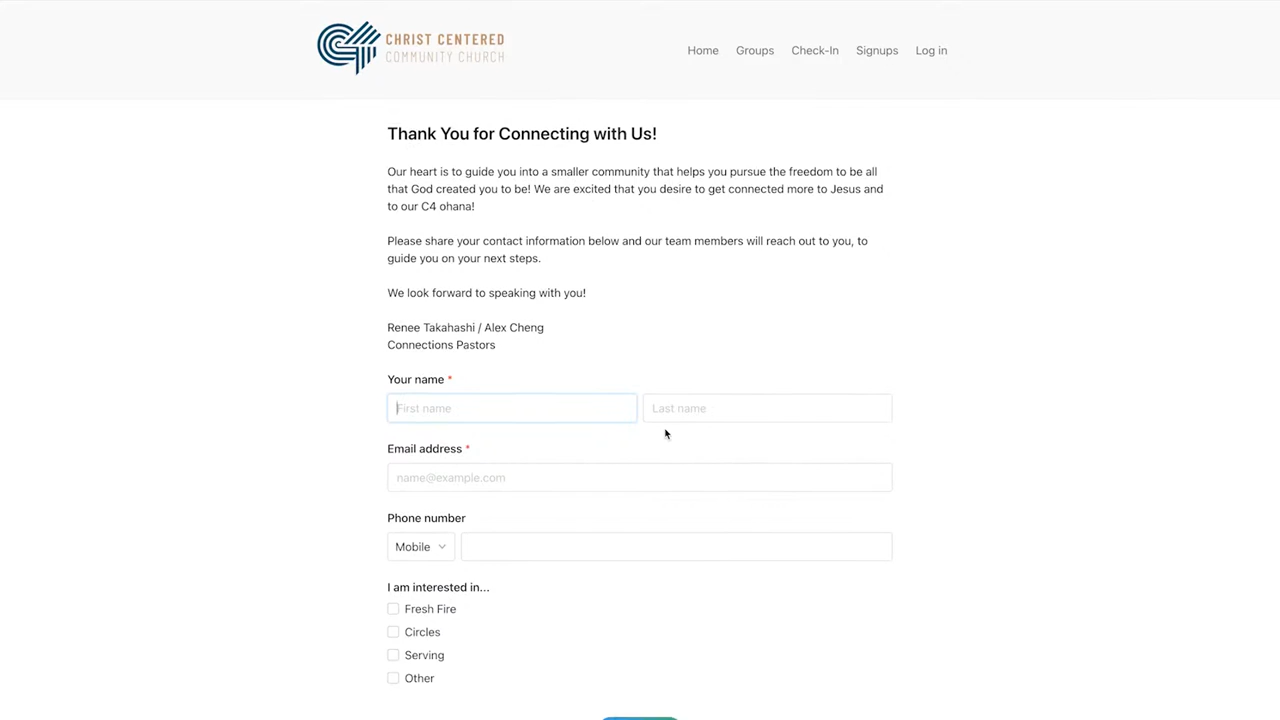 CHRIST CENTERED
COMMUNITY CHURCH
Home Groups Check-In Signups Log in
Thank You for Connecting with Us!
Our heart is to guide you into a smaller community that helps you pursue the freedom to be all
that God created you to be! We are excited that you desire to get connected more to Jesus and
to our C4 ohana!
Please share your contact information below and our team members will reach out to you, to
guide you on your next steps.
We look forward to speaking with you!
Renee Takahashi / Alex Cheng
Connections Pastors
Your name *
First name Last name
Email address *
name@example.com
Phone number
Mobile
I am interested in...
Fresh Fire
Circles
Serving
Other